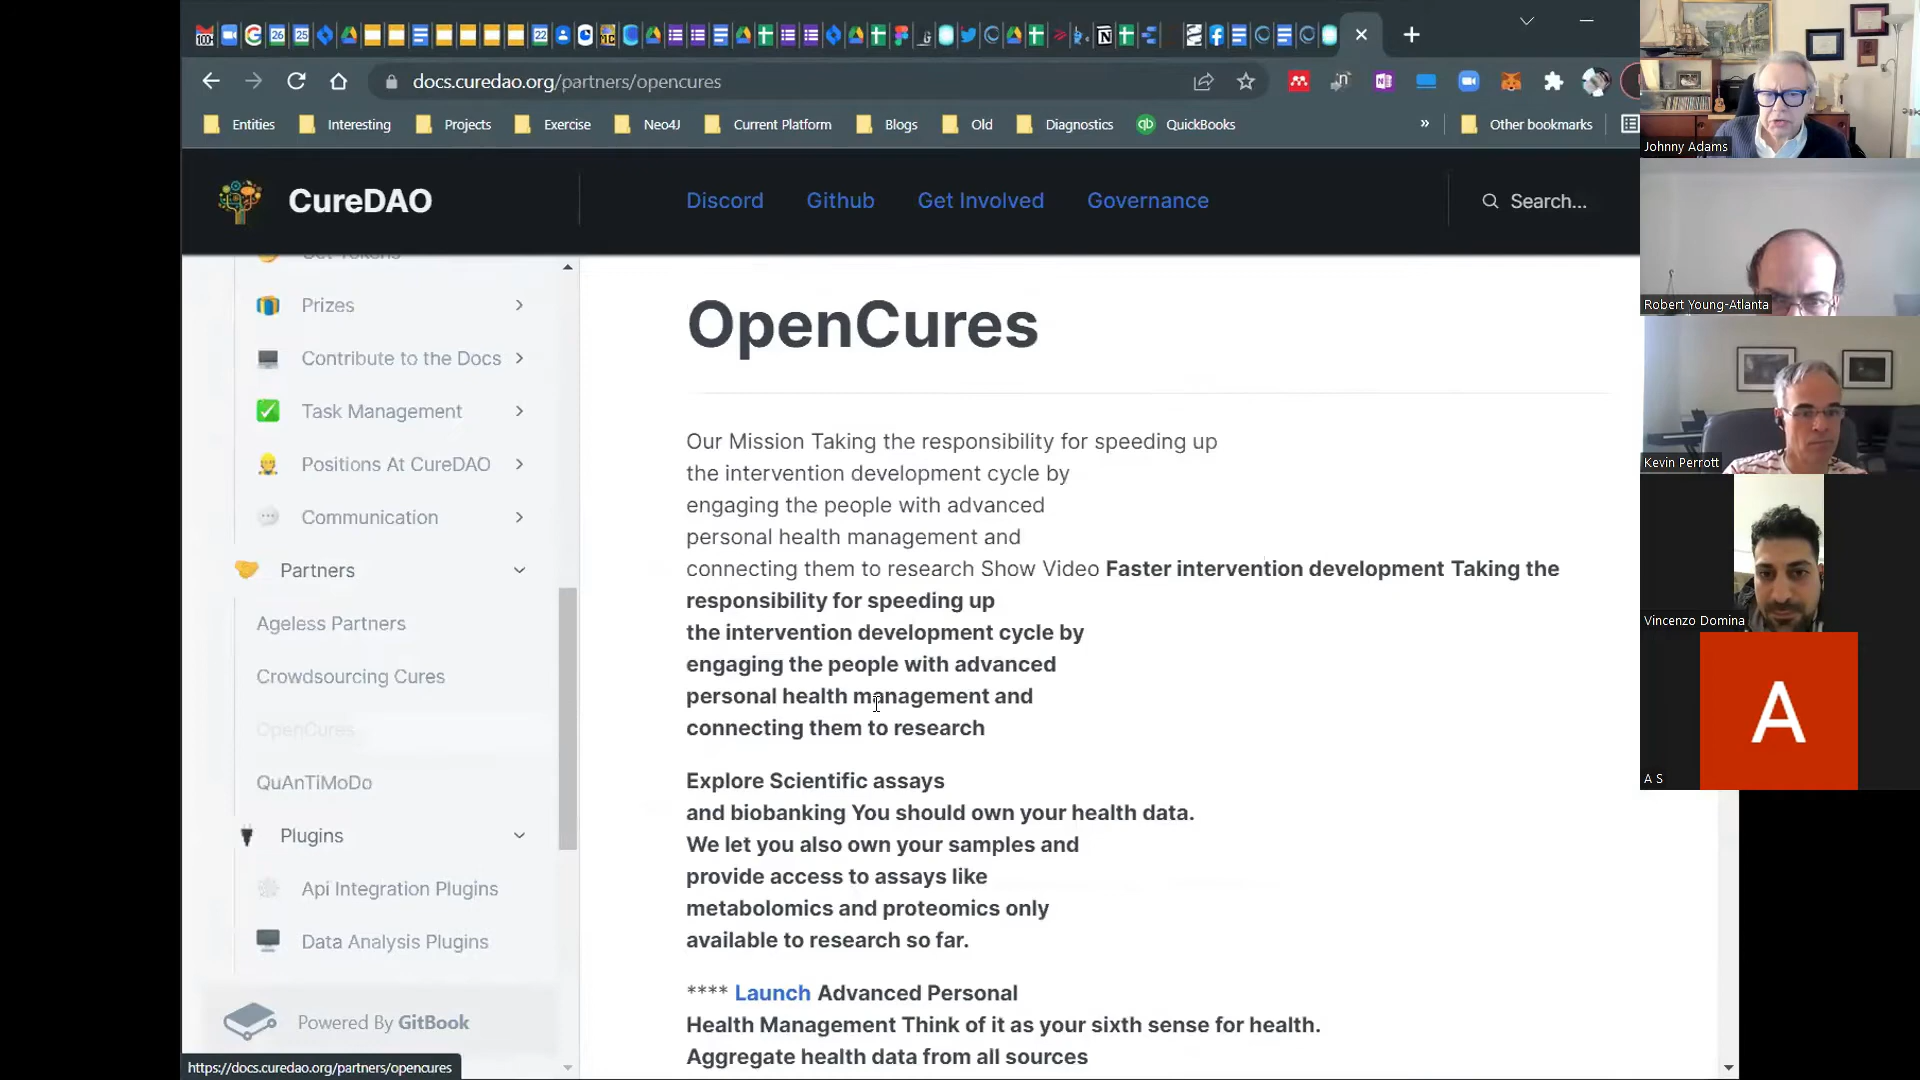 docs.curedao.org/partners/opencures
Entities
Interesting
Projects
Exercise
Neo4J
Current Platform
Blogs
Old
Diagnostics
QuickBooks
»
Other bookmarks
CureDAO
Discord
Github
Get Involved
Governance
Search...
Prizes
Contribute to the Docs
Task Management
Positions At CureDAO
Communication
Partners
Ageless Partners
Crowdsourcing Cures
OpenCures
QuAnTiMoDo
Plugins
Api Integration Plugins
Data Analysis Plugins
Powered By GitBook
https://docs.curedao.org/partners/opencures
OpenCures
Our Mission Taking the responsibility for speeding up
the intervention development cycle by
engaging the people with advanced
personal health management and
connecting them to research Show Video Faster intervention development Taking the
responsibility for speeding up
the intervention development cycle by
engaging the people with advanced
personal health management and
connecting them to research
Explore Scientific assays
and biobanking You should own your health data.
We let you also own your samples and
provide access to assays like
metabolomics and proteomics only
available to research so far.
**** Launch Advanced Personal
Health Management Think of it as your sixth sense for health.
Aggregate health data from all sources
Johnny Adams
Robert Young-Atlanta
Kevin Perrott
Vincenzo Domina
A
A S